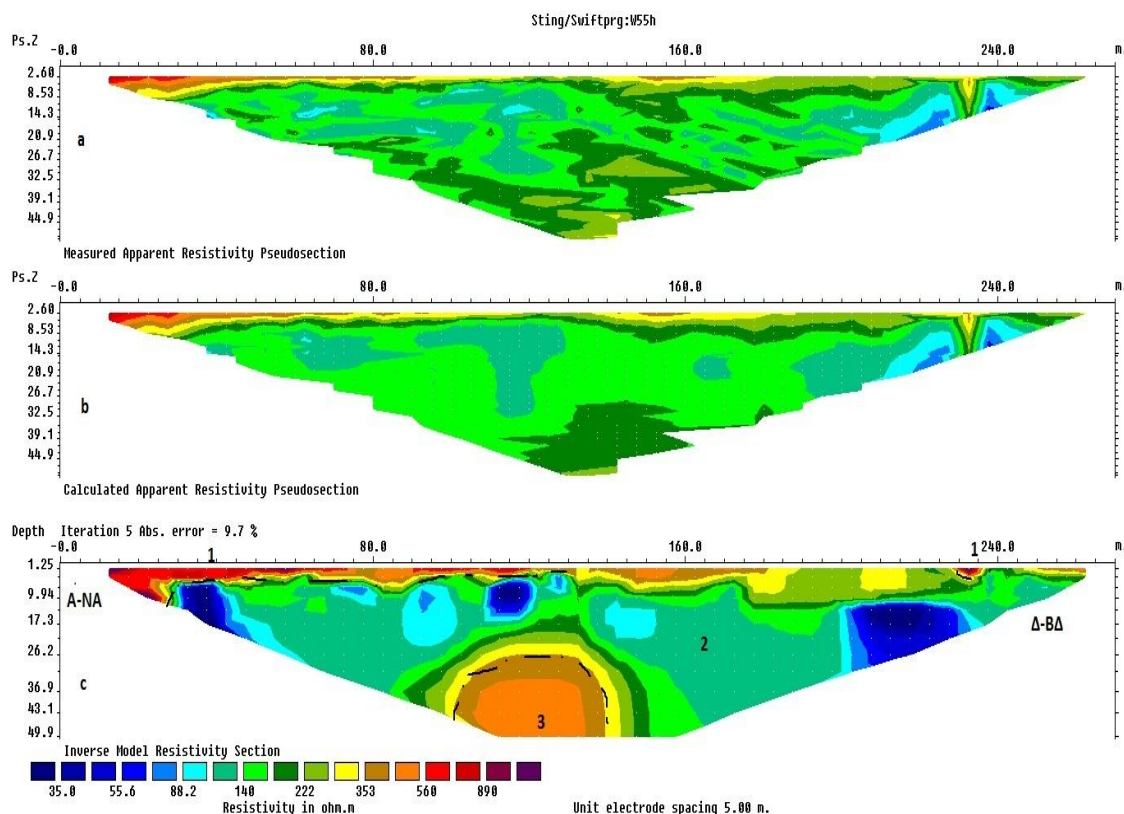 Sting/Swiftprg:W55h
Ps.Z -0.0 80.0 160.0 240.0 m.
2.60
8.53
14.3
20.9
26.7
32.5
39.1
44.9
a
Measured Apparent Resistivity Pseudosection
Ps.Z -0.0 80.0 160.0 240.0 m.
2.60
8.53
14.3
20.9
26.7
32.5
39.1
44.9
b
Calculated Apparent Resistivity Pseudosection
Depth Iteration 5 Abs. error = 9.7 %
-0.0 1 80.0 160.0 1 240.0 m.
1.25
9.94
17.3
26.2
36.9
43.1
49.9
A-NA
Δ-ΒΔ
2
c
3
Inverse Model Resistivity Section
35.0 55.6 88.2 140 222 353 560 890
Resistivity in ohm.m Unit electrode spacing 5.00 m.